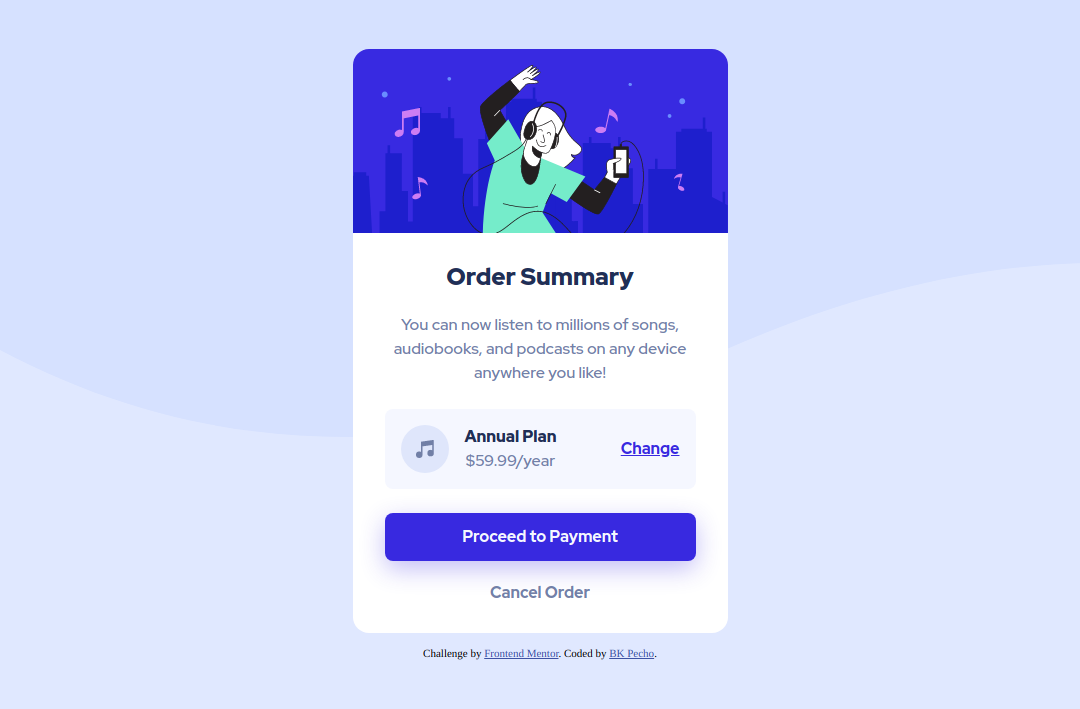 Order Summary
You can now listen to millions of songs,
audiobooks, and podcasts on any device
anywhere you like!
Annual Plan
$59.99/year
Change
Proceed to Payment
Cancel Order
Challenge by Frontend Mentor. Coded by BK Pecho.